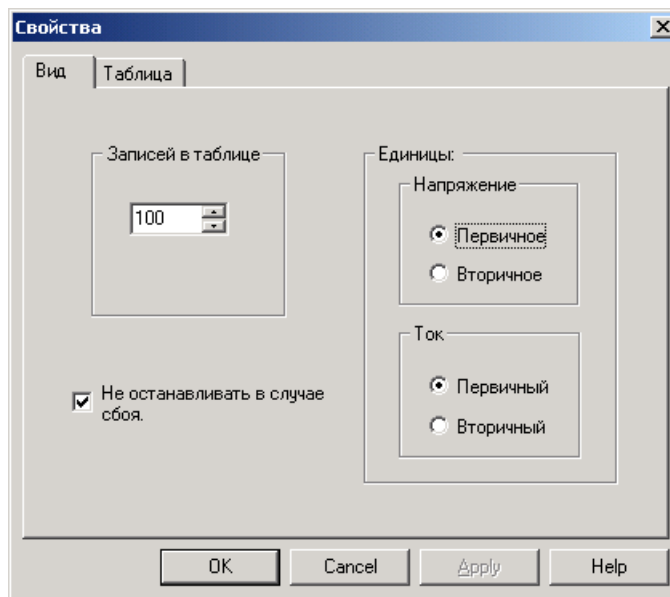 Свойства
Вид
Таблица
Записей в таблице
100
Единицы:
Напряжение
Первичное
Вторичное
Ток
Первичный
Вторичный
Не останавливать в случае
сбоя.
OK
Cancel
Apply
Help